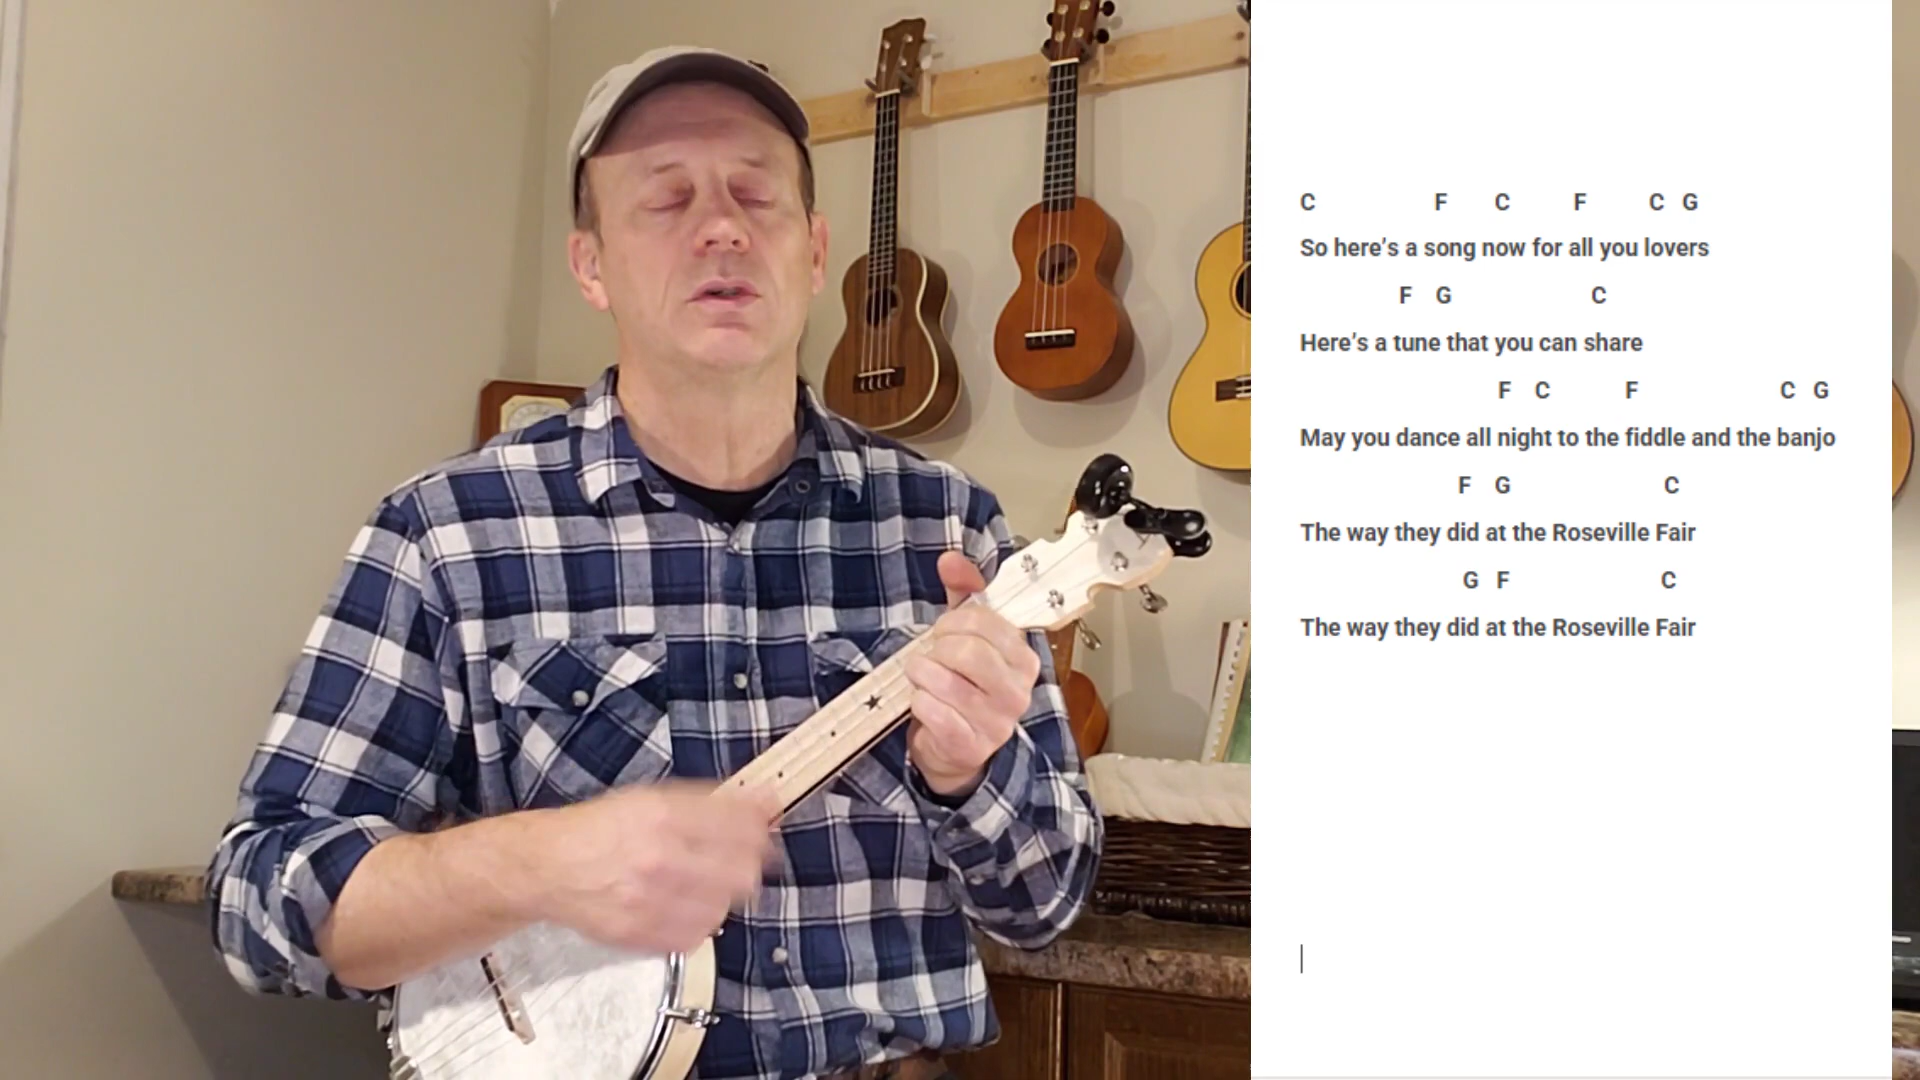 C F C F C G
So here's a song now for all you lovers
F G C
Here's a tune that you can share
F C F C G
May you dance all night to the fiddle and the banjo
F G C
The way they did at the Roseville Fair
G F C
The way they did at the Roseville Fair